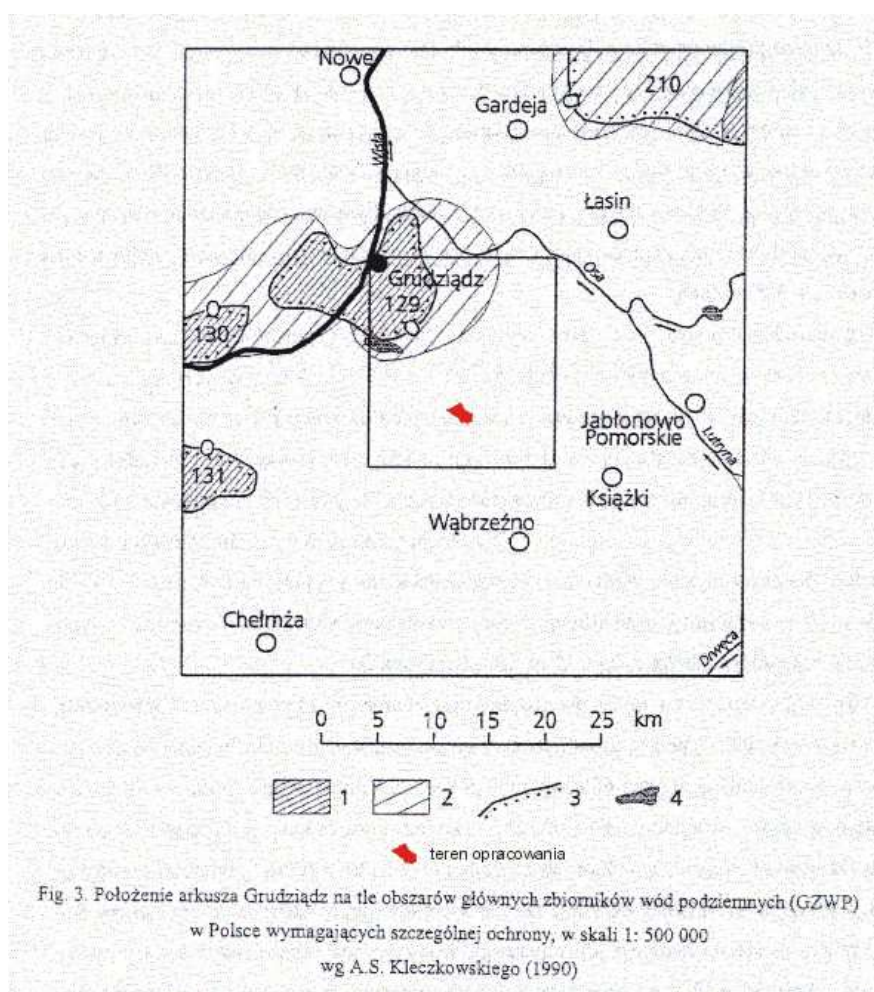 Nowe
210
Gardeja
Wisła
Łasin
Osa
Grudziądz
129
130
Jabłonowo
Pomorskie
Lutryna
131
Książki
Wąbrzeźno
Chełmża
Drwęca
0 5 10 15 20 25 km
1 2 3 4
teren opracowania
Fig. 3. Położenie arkusza Grudziądz na tle obszarów głównych zbiorników wód podziemnych (GZWP)
w Polsce wymagających szczególnej ochrony, w skali 1: 500 000
wg A.S. Kleczkowskiego (1990)